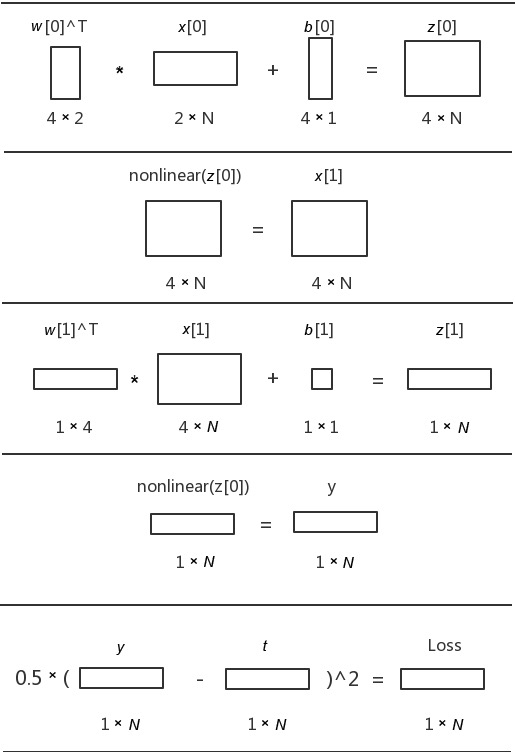 w[0]^T x[0] b[0] z[0]
* + =
4 × 2 2 × N 4 × 1 4 × N
nonlinear(z[0]) x[1]
=
4 × N 4 × N
w[1]^T x[1] b[1] z[1]
* + =
1 × 4 4 × N 1 × 1 1 × N
nonlinear(z[0]) y
=
1 × N 1 × N
y t Loss
0.5 × ( - )^2 =
1 × N 1 × N 1 × N